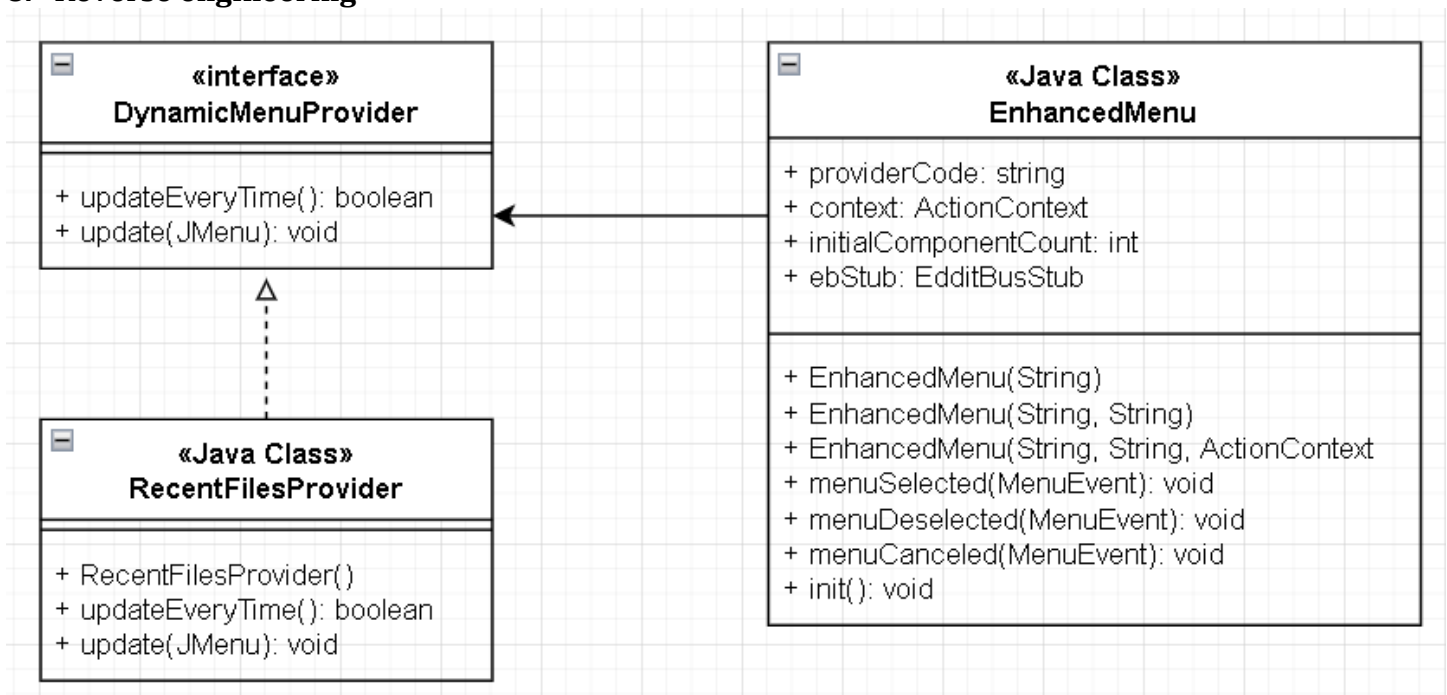 «interface»
DynamicMenuProvider
+ updateEveryTime(): boolean
+ update(JMenu): void
«Java Class»
RecentFilesProvider
+ RecentFilesProvider()
+ updateEveryTime(): boolean
+ update(JMenu): void
«Java Class»
EnhancedMenu
+ providerCode: string
+ context: ActionContext
+ initialComponentCount: int
+ ebStub: EdditBusStub
+ EnhancedMenu(String)
+ EnhancedMenu(String, String)
+ EnhancedMenu(String, String, ActionContext
+ menuSelected(MenuEvent): void
+ menuDeselected(MenuEvent): void
+ menuCanceled(MenuEvent): void
+ init(): void